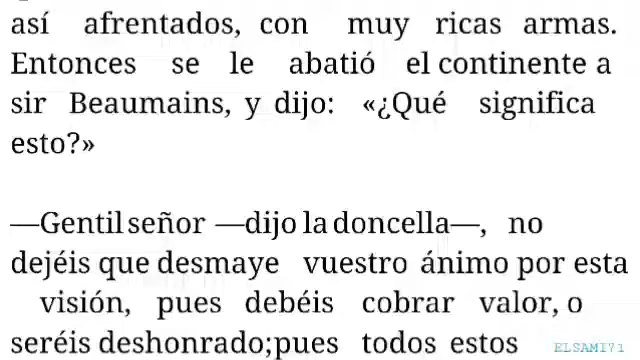 así afrentados, con muy ricas armas.
Entonces se le abatió el continente a
sir Beaumains, y dijo: «¿Qué significa
esto?»
—Gentil señor —dijo la doncella—, no
dejéis que desmaye vuestro ánimo por esta
visión, pues debéis cobrar valor, o
seréis deshonrado;pues todos estos
ELSAMI71